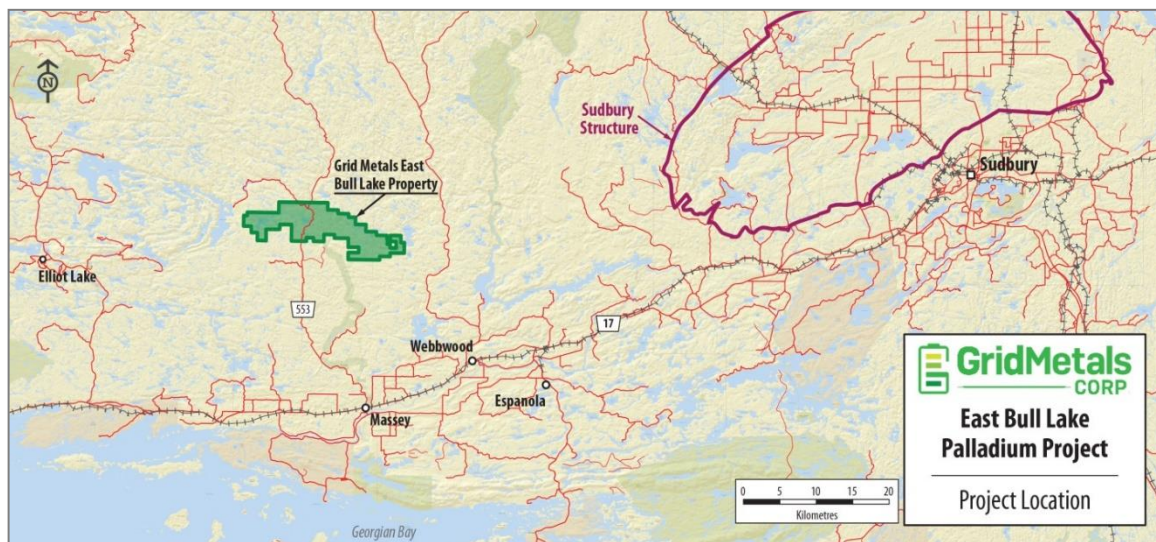 N
Sudbury
Structure
Sudbury
Grid Metals East
Bull Lake Property
Elliot Lake
553
17
Webbwood
Espanola
Massey
Georgian Bay
GridMetals
CORP
East Bull Lake
Palladium Project
Project Location
0 5 10 15 20
Kilometres